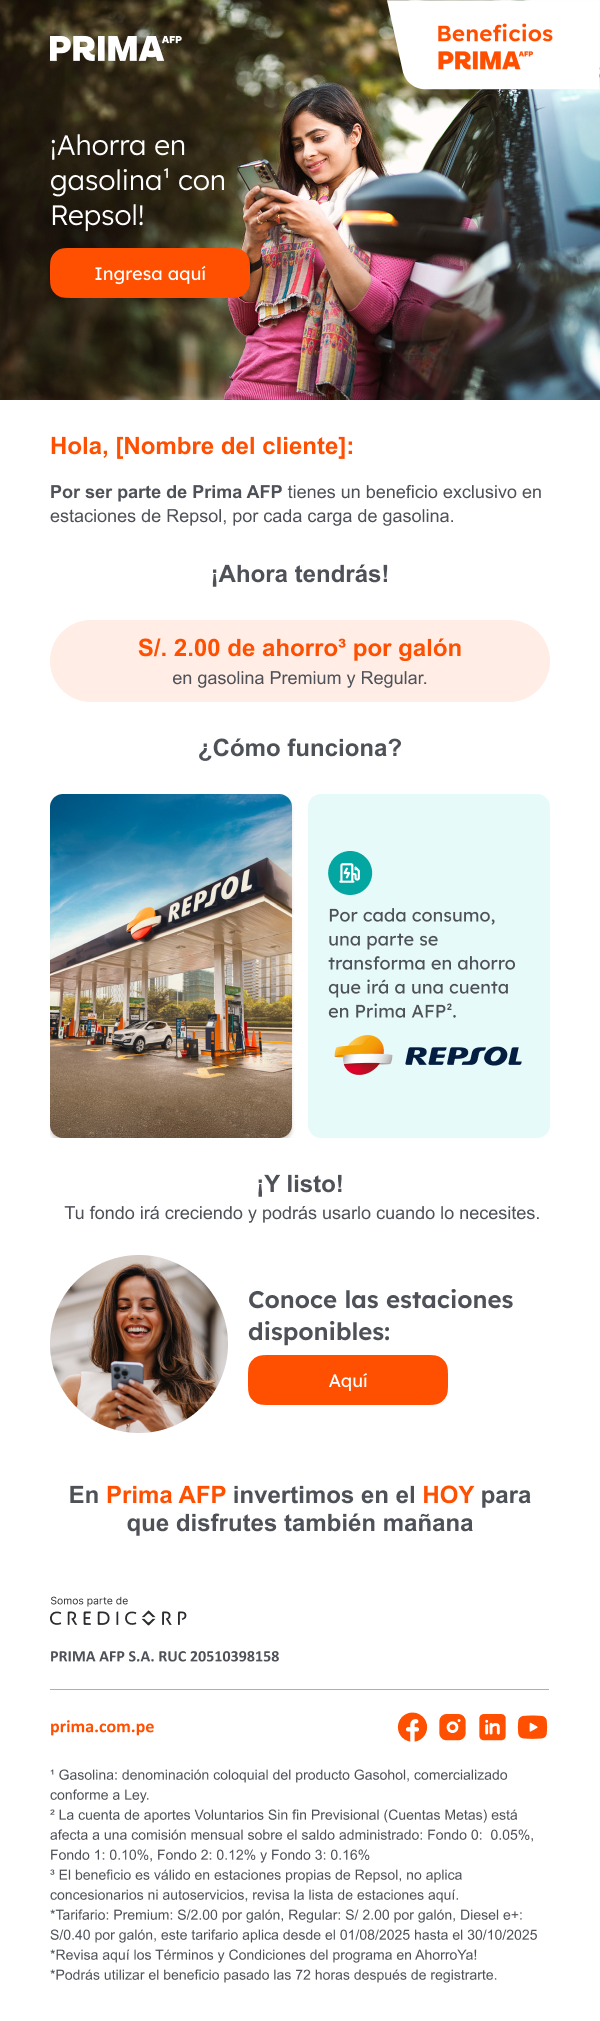 PRIMA AFP
Beneficios
PRIMA AFP
¡Ahorra en
gasolina¹ con
Repsol!
Ingresa aquí
Hola, [Nombre del cliente]:
Por ser parte de Prima AFP tienes un beneficio exclusivo en
estaciones de Repsol, por cada carga de gasolina.
¡Ahora tendrás!
S/. 2.00 de ahorro³ por galón
en gasolina Premium y Regular.
¿Cómo funciona?
REPSOL
Por cada consumo,
una parte se
transforma en ahorro
que irá a una cuenta
en Prima AFP².
REPSOL
¡Y listo!
Tu fondo irá creciendo y podrás usarlo cuando lo necesites.
Conoce las estaciones
disponibles:
Aquí
En Prima AFP invertimos en el HOY para
que disfrutes también mañana
Somos parte de
CREDICORP
PRIMA AFP S.A. RUC 20510398158
prima.com.pe
¹ Gasolina: denominación coloquial del producto Gasohol, comercializado
conforme a Ley.
² La cuenta de aportes Voluntarios Sin fin Previsional (Cuentas Metas) está
afecta a una comisión mensual sobre el saldo administrado: Fondo 0:  0.05%,
Fondo 1: 0.10%, Fondo 2: 0.12% y Fondo 3: 0.16%
³ El beneficio es válido en estaciones propias de Repsol, no aplica
concesionarios ni autoservicios, revisa la lista de estaciones aquí.
*Tarifario: Premium: S/2.00 por galón, Regular: S/ 2.00 por galón, Diesel e+:
S/0.40 por galón, este tarifario aplica desde el 01/08/2025 hasta el 30/10/2025
*Revisa aquí los Términos y Condiciones del programa en AhorroYa!
*Podrás utilizar el beneficio pasado las 72 horas después de registrarte.